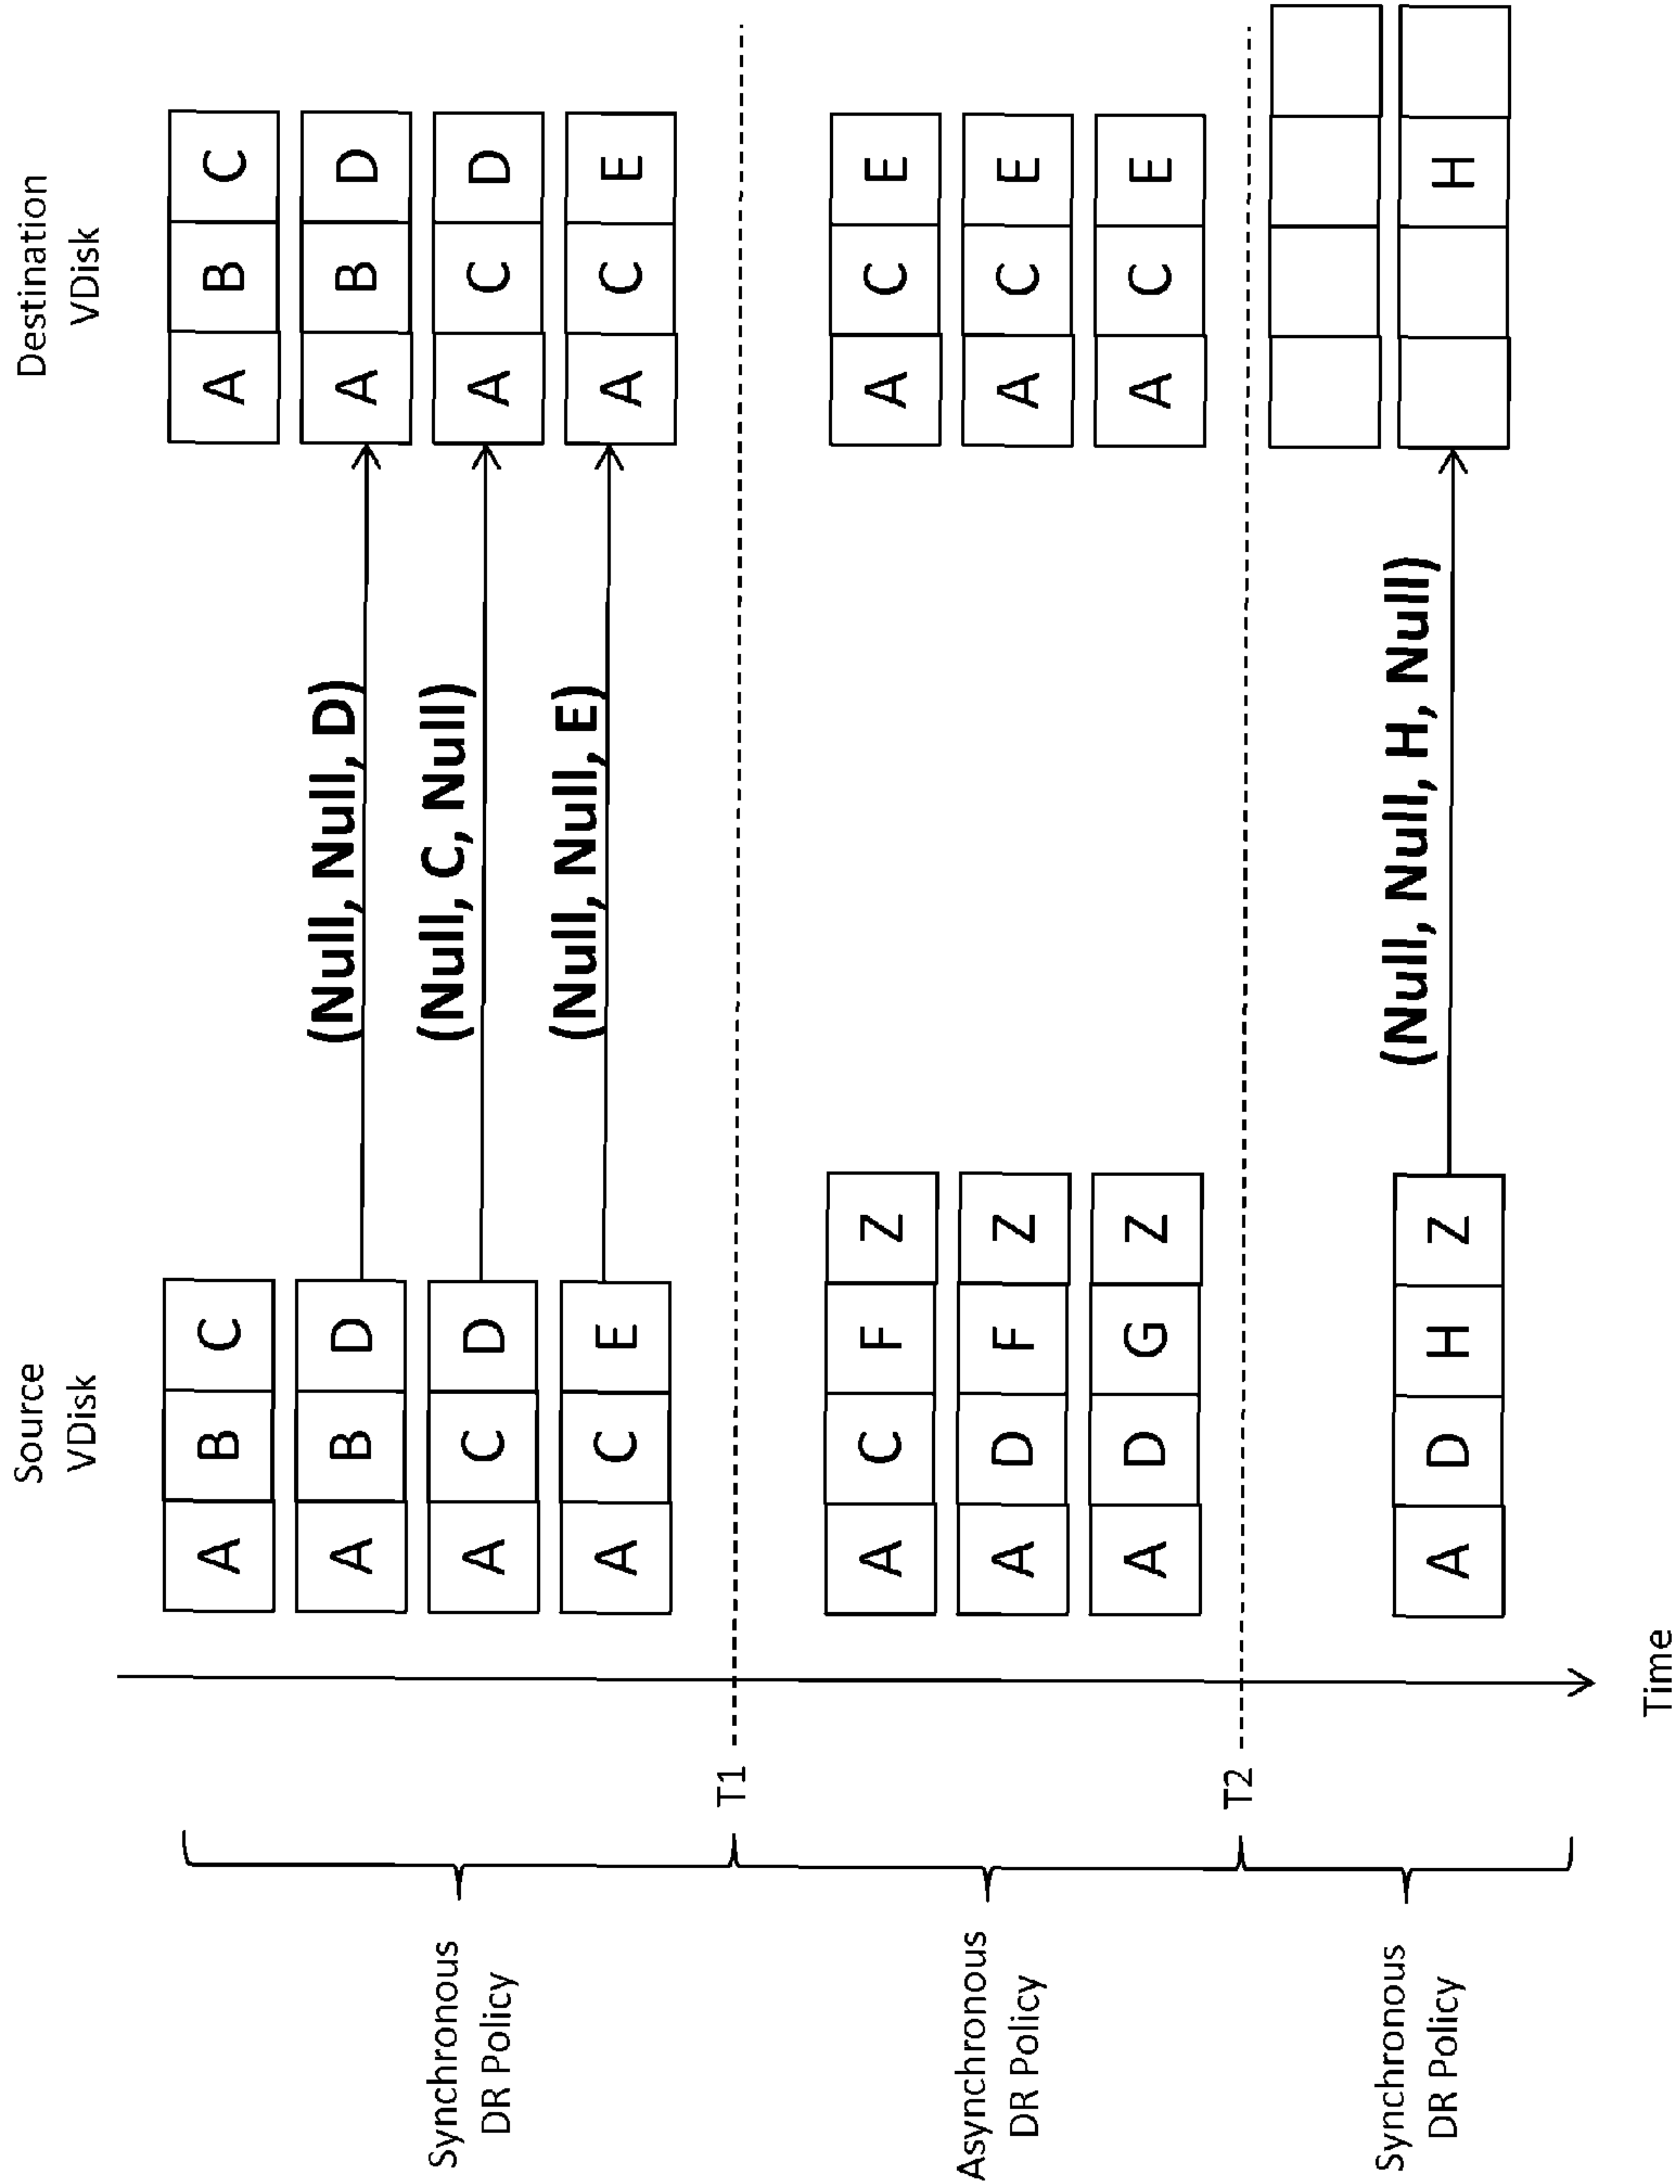 Source
VDisk
Destination
VDisk
A B C
A B C
Synchronous
DR Policy
A B D
(Null, Null, D)
A B D
A C D
(Null, C, Null)
A C D
A C E
(Null, Null, E)
A C E
T1
Asynchronous
DR Policy
A C F Z
A C E
A D F Z
A C E
A D G Z
A C E
T2
Synchronous
DR Policy
A D H Z
(Null, Null, H, Null)
H
Time